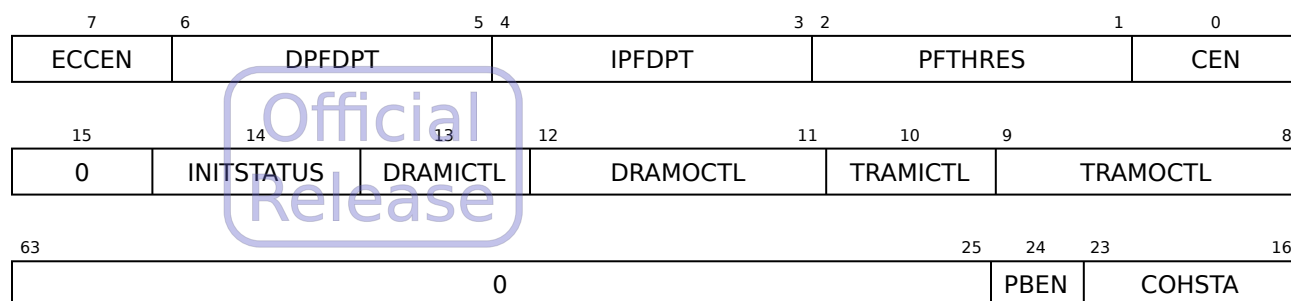 7 6 5 4 3 2 1 0
ECCEN DPFDPT IPFDPT PFTHRES CEN
15 14 13 12 11 10 9 8
0 INITSTATUS DRAMICTL DRAMOCTL TRAMICTL TRAMOCTL
63 25 24 23 16
0 PBEN COHSTA
Official
Release